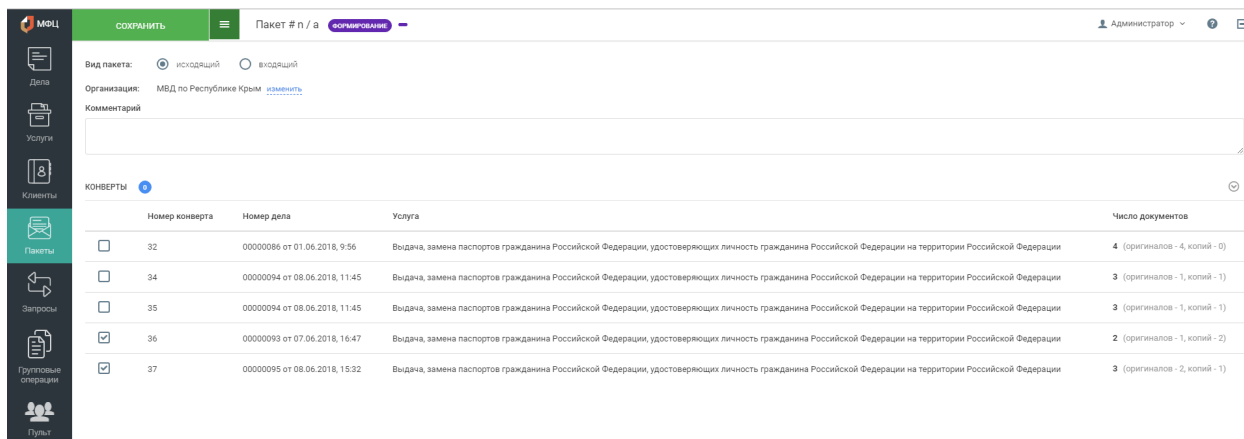 МФЦ
СОХРАНИТЬ
Пакет # n / a ФОРМИРОВАНИЕ
Администратор
Дела
Услуги
Клиенты
Пакеты
Запросы
Групповые
операции
Пульт
Вид пакета: исходящий входящий
Организация: МВД по Республике Крым изменить
Комментарий
КОНВЕРТЫ 0
Номер конверта Номер дела Услуга Число документов
32 00000086 от 01.06.2018, 9:56 Выдача, замена паспортов гражданина Российской Федерации, удостоверяющих личность гражданина Российской Федерации на территории Российской Федерации 4 (оригиналов - 4, копий - 0)
34 00000094 от 08.06.2018, 11:45 Выдача, замена паспортов гражданина Российской Федерации, удостоверяющих личность гражданина Российской Федерации на территории Российской Федерации 3 (оригиналов - 1, копий - 1)
35 00000094 от 08.06.2018, 11:45 Выдача, замена паспортов гражданина Российской Федерации, удостоверяющих личность гражданина Российской Федерации на территории Российской Федерации 3 (оригиналов - 1, копий - 1)
36 00000093 от 07.06.2018, 16:47 Выдача, замена паспортов гражданина Российской Федерации, удостоверяющих личность гражданина Российской Федерации на территории Российской Федерации 2 (оригиналов - 1, копий - 2)
37 00000095 от 08.06.2018, 15:32 Выдача, замена паспортов гражданина Российской Федерации, удостоверяющих личность гражданина Российской Федерации на территории Российской Федерации 3 (оригиналов - 2, копий - 1)